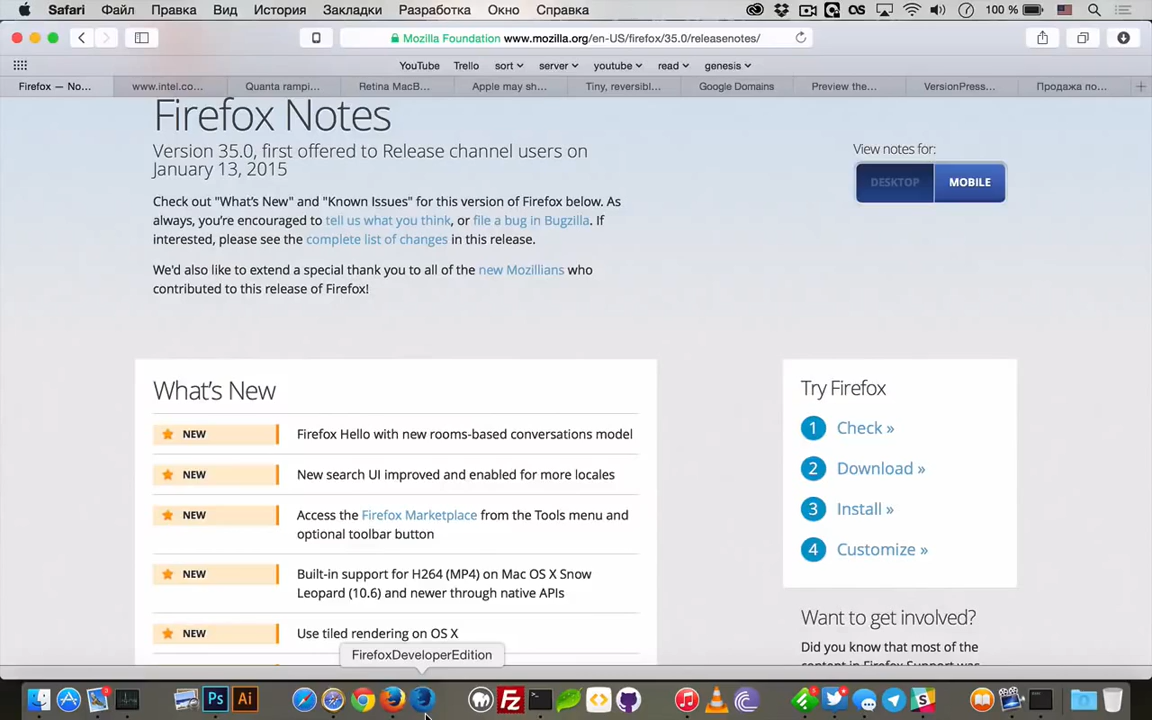 Safari Файл Правка Вид История Закладки Разработка Окно Справка 100 %
Mozilla Foundation www.mozilla.org/en-US/firefox/35.0/releasenotes/
YouTube Trello sort server youtube read genesis
Firefox — No... www.intel.co... Quanta rampi... Retina MacB... Apple may sh... Tiny, reversibl... Google Domains Preview the... VersionPress... Продажа по...
Firefox Notes
Version 35.0, first offered to Release channel users on
January 13, 2015
View notes for:
DESKTOP MOBILE
Check out "What's New" and "Known Issues" for this version of Firefox below. As
always, you're encouraged to tell us what you think, or file a bug in Bugzilla. If
interested, please see the complete list of changes in this release.
We'd also like to extend a special thank you to all of the new Mozillians who
contributed to this release of Firefox!
What's New
NEW Firefox Hello with new rooms-based conversations model
NEW New search UI improved and enabled for more locales
NEW Access the Firefox Marketplace from the Tools menu and
optional toolbar button
NEW Built-in support for H264 (MP4) on Mac OS X Snow
Leopard (10.6) and newer through native APIs
NEW Use tiled rendering on OS X
Try Firefox
1 Check »
2 Download »
3 Install »
4 Customize »
Want to get involved?
Did you know that most of the
content in Firefox Support was
FirefoxDeveloperEdition
Ps Ai Fz